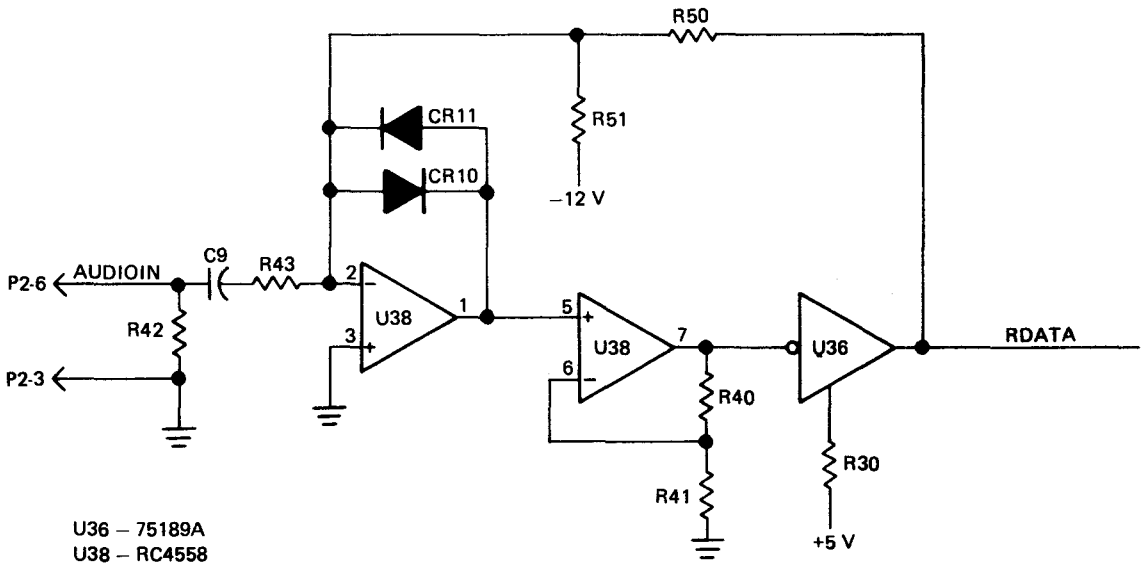 R50
CR11
R51
CR10
−12 V
C9
P2-6
AUDIOIN
R43
2
−
1
U38
R42
3
+
5
+
7
RDATA
U38
U36
P2-3
6
−
R40
R30
R41
+5 V
U36 – 75189A
U38 – RC4558